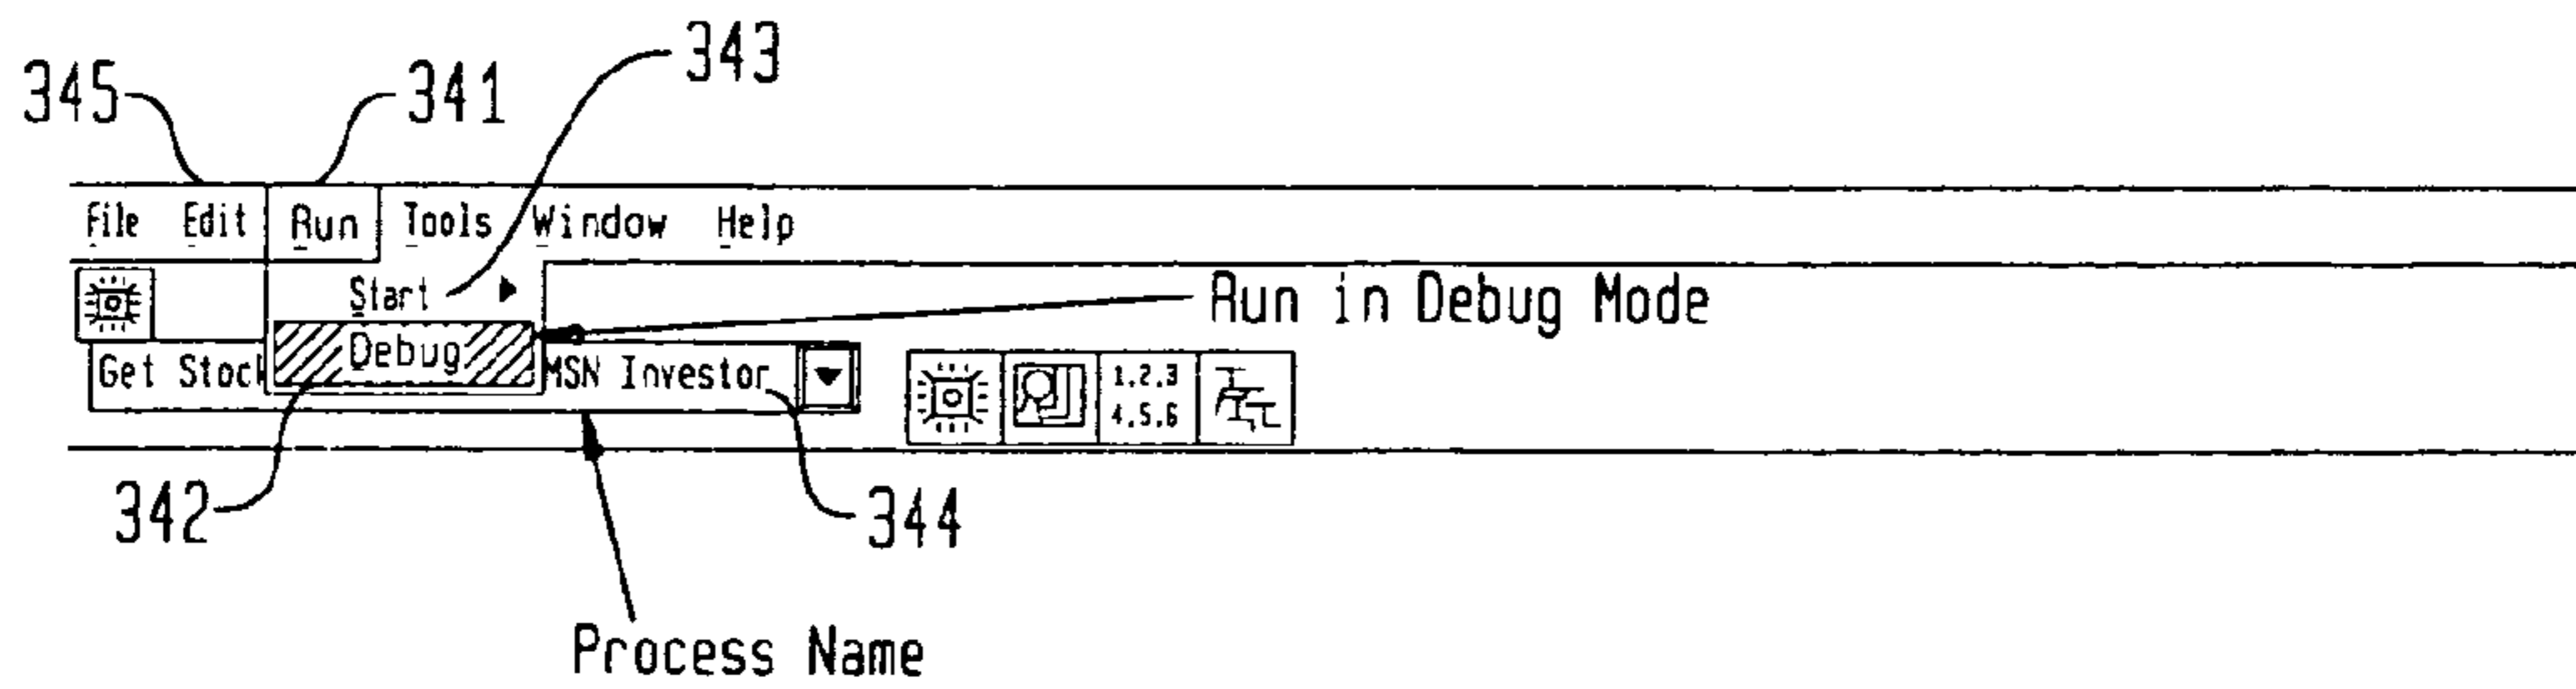 343
345 341
File Edit Run Tools Window Help
Start
Run in Debug Mode
Debug
Get Stock MSN Investor
1,2,3
4,5,6
342 344
Process Name